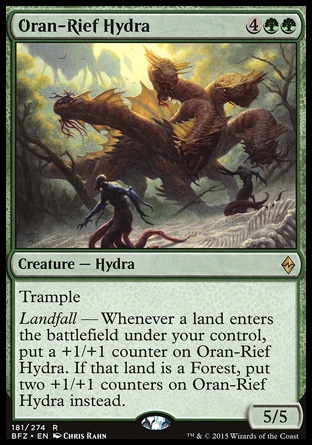 Oran-Rief Hydra 4
Creature — Hydra
Trample
Landfall — Whenever a land enters
the battlefield under your control,
put a +1/+1 counter on Oran-Rief
Hydra. If that land is a Forest, put
two +1/+1 counters on Oran-Rief
Hydra instead.
5/5
181/274 R
BFZ • EN Chris Rahn
™ & © 2015 Wizards of the Coast